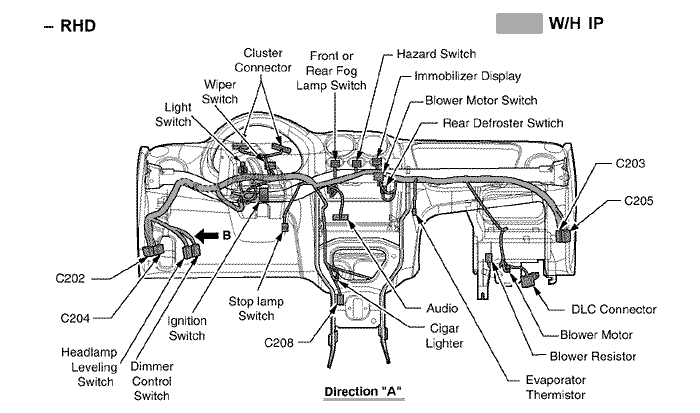 – RHD
W/H IP
Cluster
Connector
Front or
Rear Fog
Lamp Switch
Hazard Switch
Immobilizer Display
Wiper
Switch
Blower Motor Switch
Light
Switch
Rear Defroster Swtich
C203
C205
B
C202
C204
Stop lamp
Switch
Ignition
Switch
C208
Audio
Cigar
Lighter
DLC Connector
Blower Motor
Blower Resistor
Headlamp
Leveling
Switch
Dimmer
Control
Switch
Evaporator
Thermistor
Direction "A"